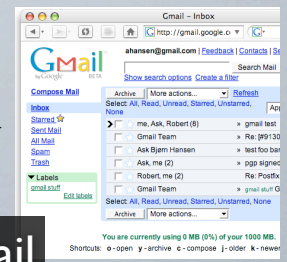 Gmail - Inbox
http://gmail.google.co
G
Gmail
by Google BETA
ahansen@gmail.com | Feedback | Contacts | Se
Search Mail
Show search options Create a filter
Compose Mail
Inbox
Starred
Sent Mail
All Mail
Spam
Trash
Labels
gmail stuff
Edit labels
Archive More actions... Refresh
Select: All, Read, Unread, Starred, Unstarred,
None
App
me, Ask, Robert (8) » gmail test
Gmail Team » Re: [#9130
Ask Bjørn Hansen » test foo bar
Ask, me (2) » pgp signed
Robert, me (2) Re: Postfix
Gmail Team » gmail stuff G
Select: All, Read, Unread, Starred, Unstarred,
Archive More actions...
You are currently using 0 MB (0%) of your 1000 MB.
Shortcuts: o - open y - archive c - compose j - older k - newer
ail